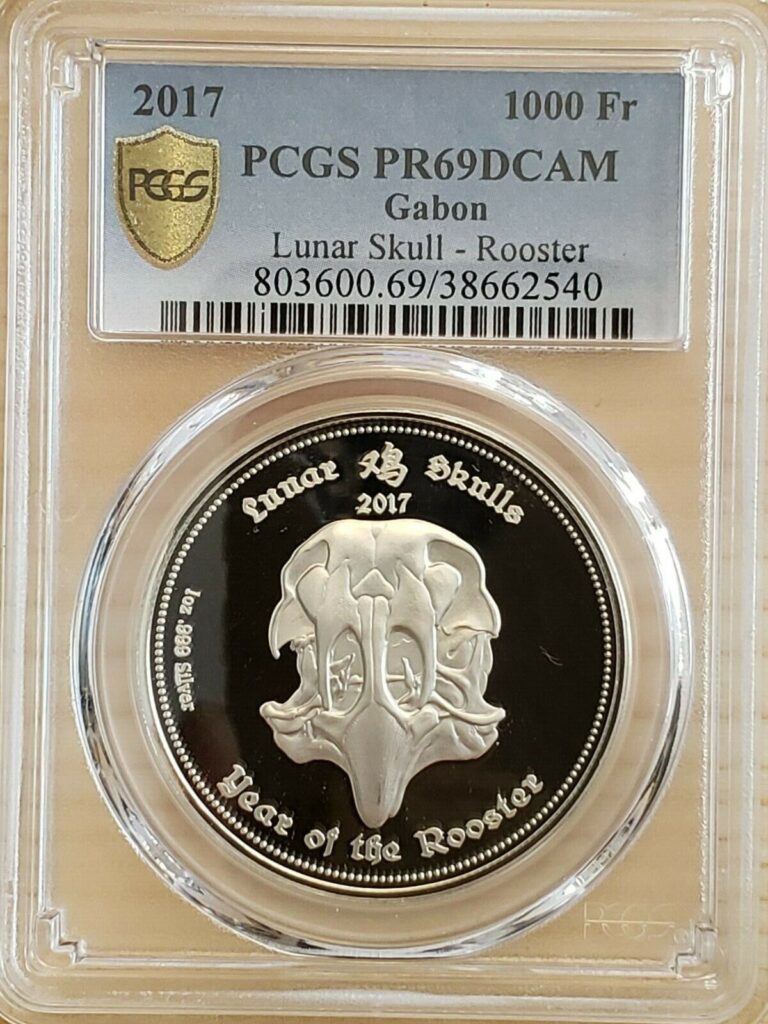 2017 1000 Fr
PCGS
PCGS PR69DCAM
Gabon
Lunar Skull - Rooster
803600.69/38662540
Lunar 鸡 Skulls
2017
1oz .999 Silver
Year of the Rooster
PCGS